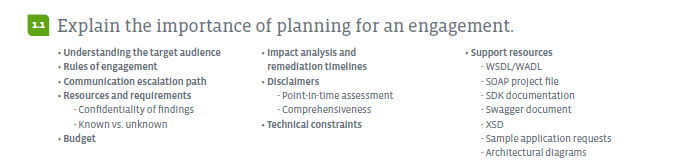 1.1 Explain the importance of planning for an engagement.
• Understanding the target audience
• Rules of engagement
• Communication escalation path
• Resources and requirements
- Confidentiality of findings
- Known vs. unknown
• Budget
• Impact analysis and
remediation timelines
• Disclaimers
- Point-in-time assessment
- Comprehensiveness
• Technical constraints
• Support resources
- WSDL/WADL
- SOAP project file
- SDK documentation
- Swagger document
- XSD
- Sample application requests
- Architectural diagrams